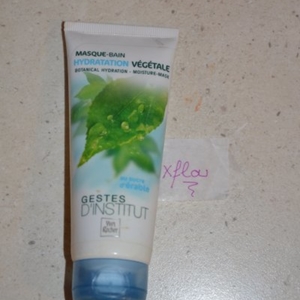 MASQUE-BAIN
HYDRATATION VÉGÉTALE
BOTANICAL HYDRATION - MOISTURE-MASK
GESTES
D'INSTITUT
Yves
Rocher
xflou